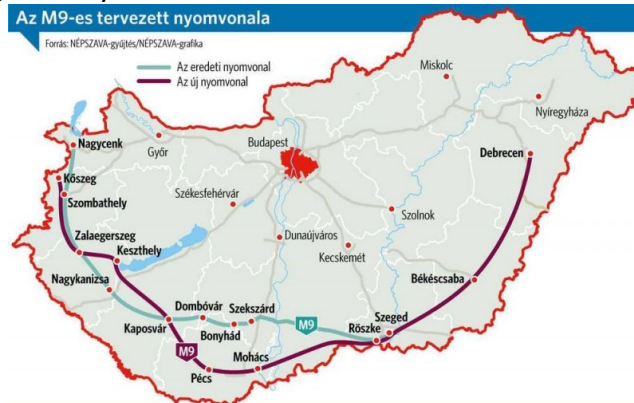 Az M9-es tervezett nyomvonala
Forrás: NÉPSZAVA-gyűjtés/NÉPSZAVA-grafika
Az eredeti nyomvonal
Az új nyomvonal
Miskolc
Nyíregyháza
Nagycenk
Győr
Budapest
Debrecen
Kőszeg
Szombathely
Székesfehérvár
Szolnok
Zalaegerszeg
Keszthely
Dunaújváros
Kecskemét
Nagykanizsa
Békéscsaba
Dombóvár
Szekszárd
Szeged
Kaposvár
Bonyhád
M9
Röszke
M9
Mohács
Pécs